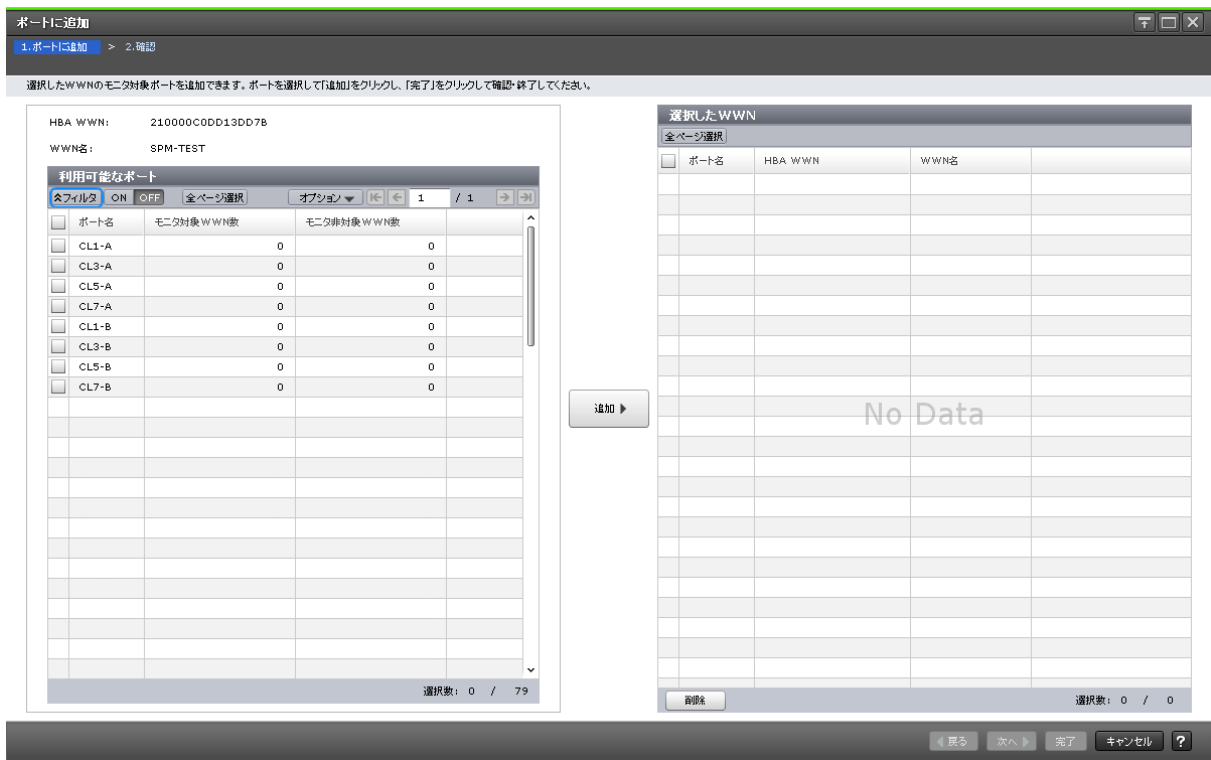 ポートに追加
1.ポートに追加 > 2.確認
選択したWWNのモニタ対象ポートを追加できます。ポートを選択して「追加」をクリックし、「完了」をクリックして確認・終了してください。
HBA WWN: 210000C0DD13DD7B
WWN名: SPM-TEST
利用可能なポート
フィルタ ON OFF 全ページ選択 オプション 1 / 1
ポート名 モニタ対象WWN数 モニタ非対象WWN数
CL1-A 0 0
CL3-A 0 0
CL5-A 0 0
CL7-A 0 0
CL1-B 0 0
CL3-B 0 0
CL5-B 0 0
CL7-B 0 0
選択数: 0 / 79
追加
選択したWWN
全ページ選択
ポート名 HBA WWN WWN名
No Data
削除 選択数: 0 / 0
戻る 次へ 完了 キャンセル ?